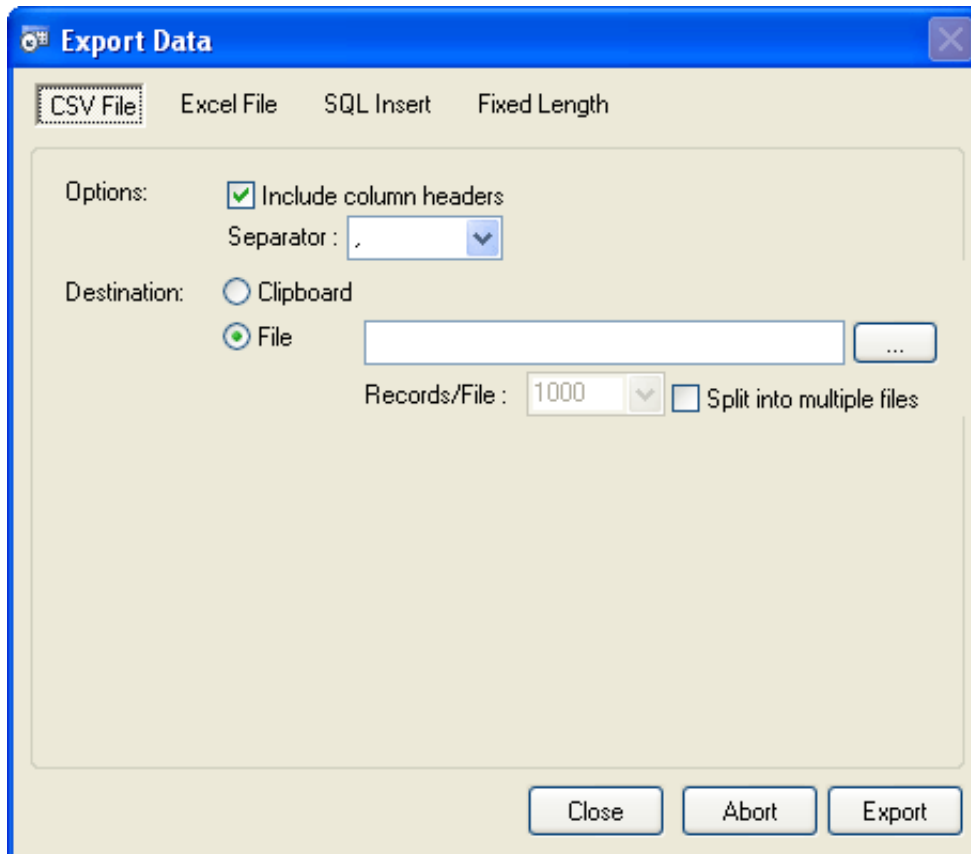 Export Data
CSV File Excel File SQL Insert Fixed Length
Options: Include column headers
Separator : ,
Destination: Clipboard
File ...
Records/File : 1000 Split into multiple files
Close Abort Export